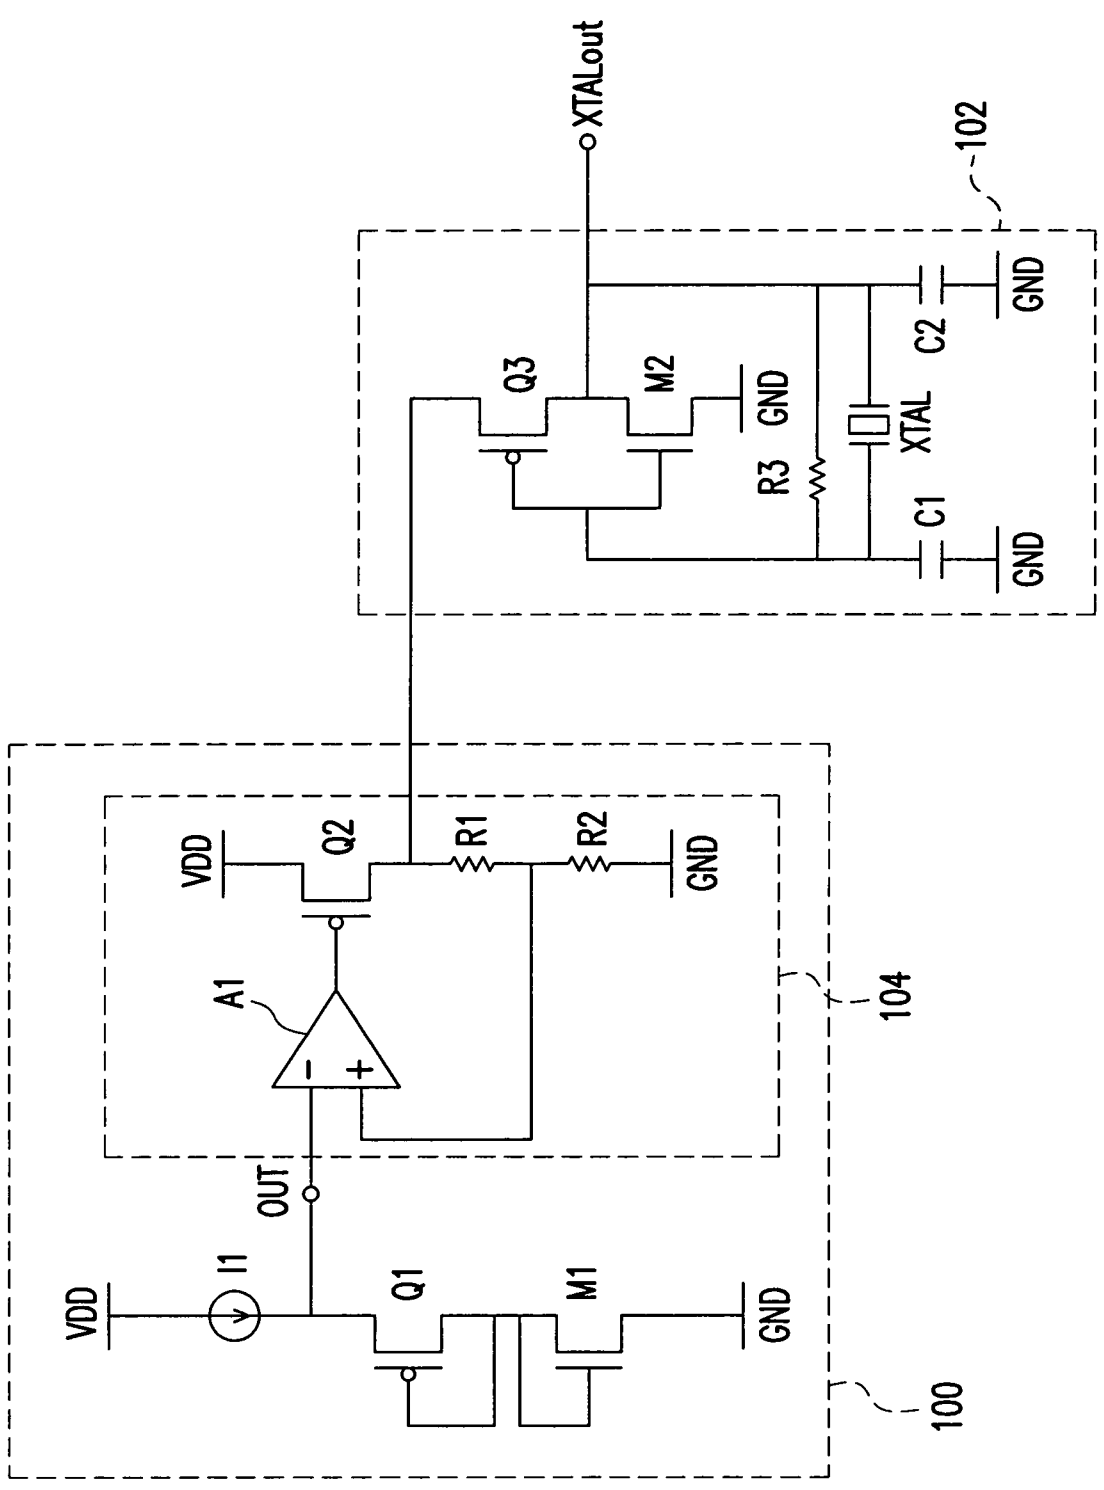 VDD
I1
OUT
Q1
M1
GND
100
A1
-
+
VDD
Q2
R1
R2
GND
104
Q3
M2
GND
XTALout
R3
XTAL
C1
C2
GND
GND
102